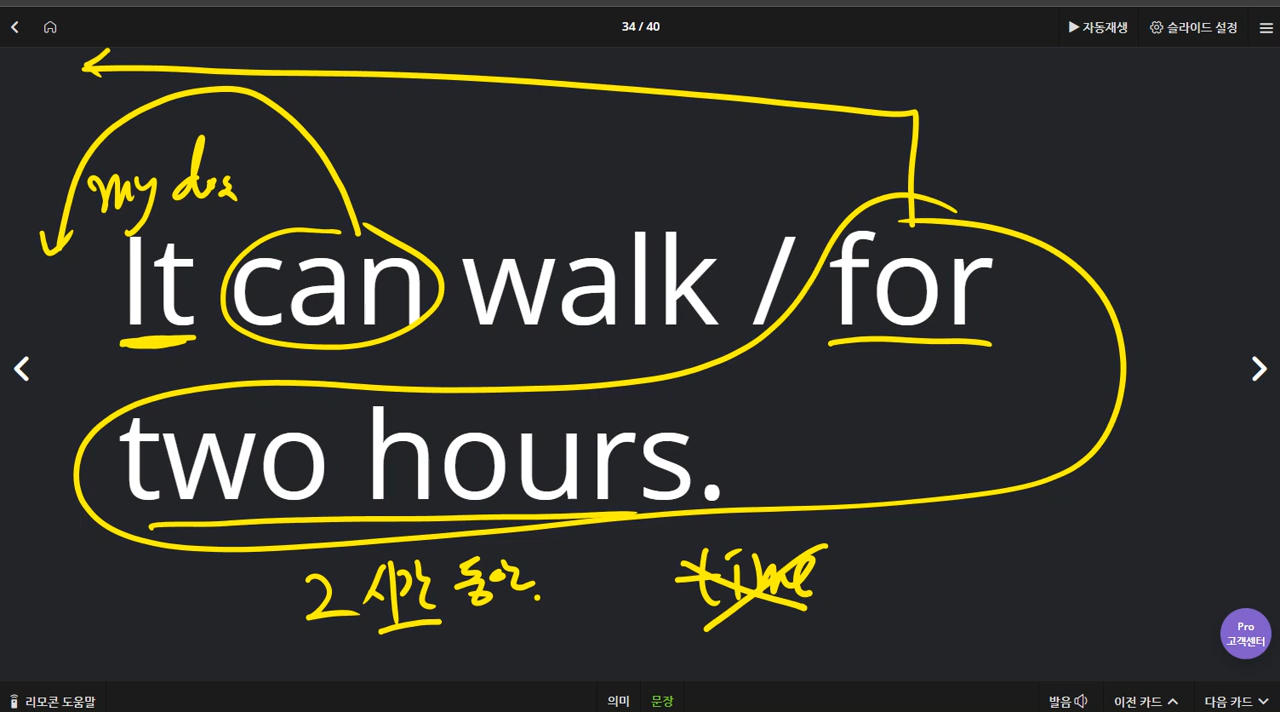 34 / 40
자동재생
슬라이드 설정
my
It can walk / for
two hours.
2 시간 동안.
time
Pro
고객센터
리모콘 도움말
의미
문장
발음
이전 카드
다음 카드